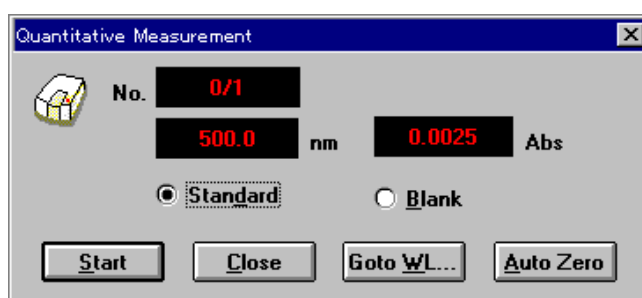 Quantitative Measurement
No. 0/1
500.0 nm 0.0025 Abs
Standard Blank
Start Close Goto WL... Auto Zero